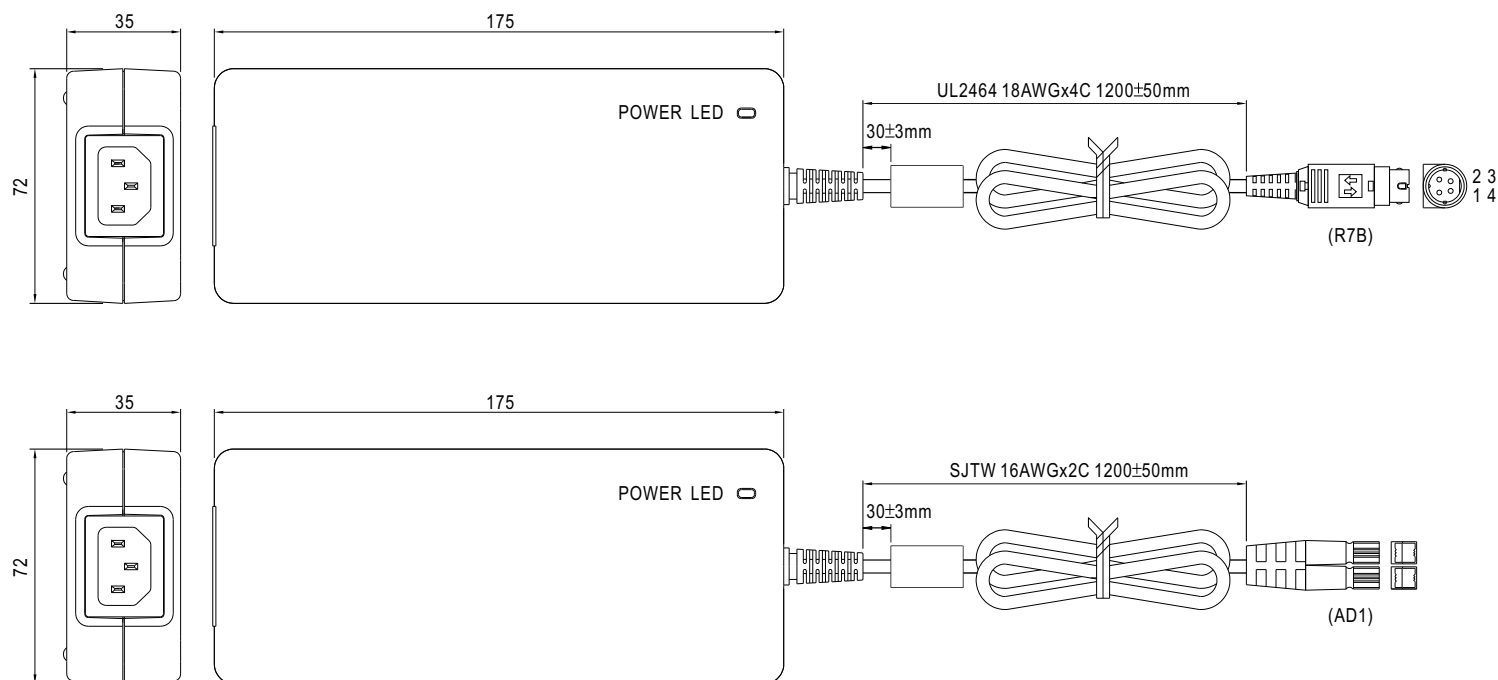 35
175
72
POWER LED
UL2464 18AWGx4C 1200±50mm
30±3mm
2 3
1 4
(R7B)
35
175
72
POWER LED
SJTW 16AWGx2C 1200±50mm
30±3mm
(AD1)